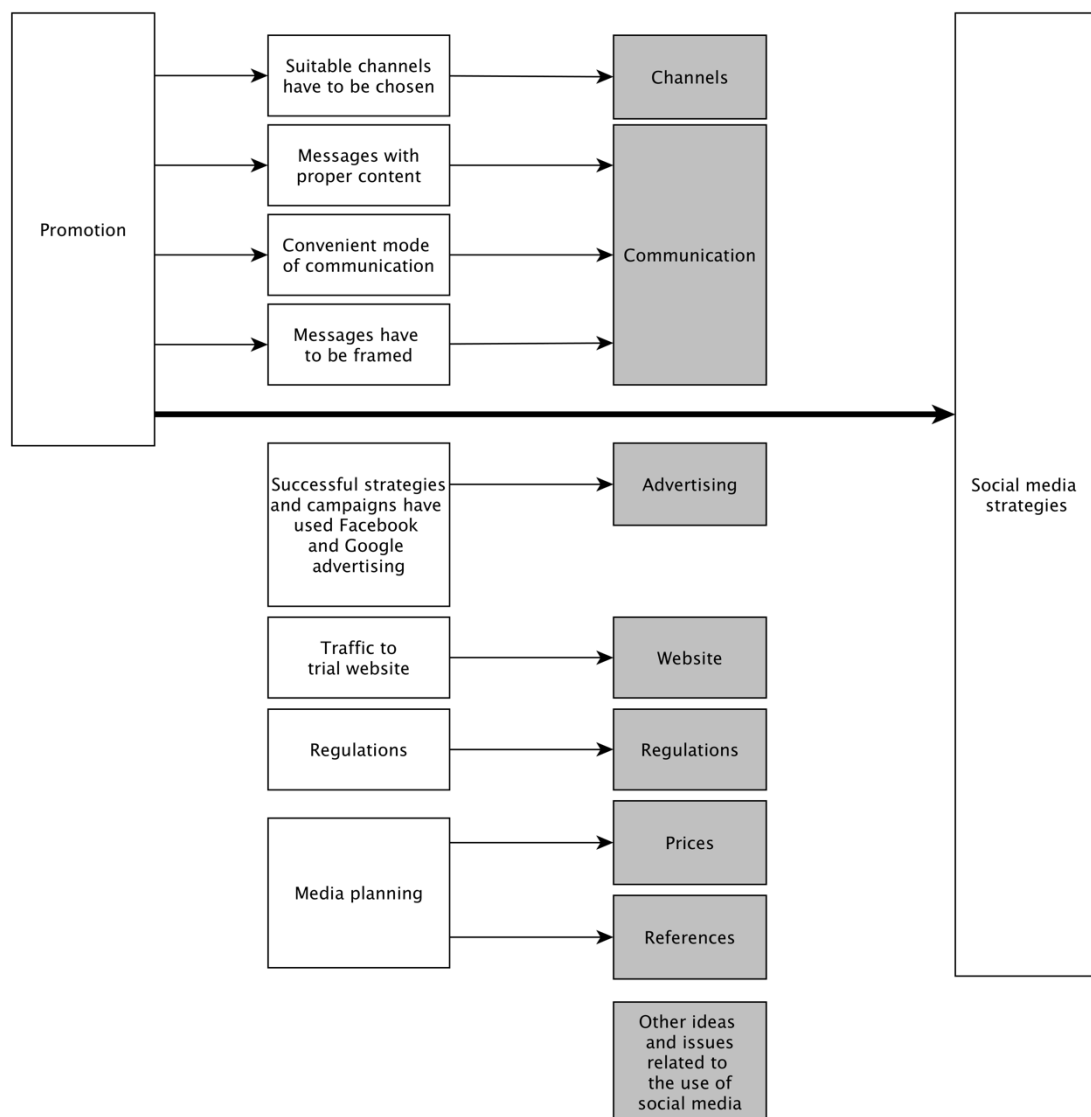 Promotion
Suitable channels
have to be chosen
Channels
Messages with
proper content
Convenient mode
of communication
Communication
Messages have
to be framed
Successful strategies
and campaigns have
used Facebook
and Google
advertising
Advertising
Social media
strategies
Traffic to
trial website
Website
Regulations
Regulations
Media planning
Prices
References
Other ideas
and issues
related to
the use of
social media